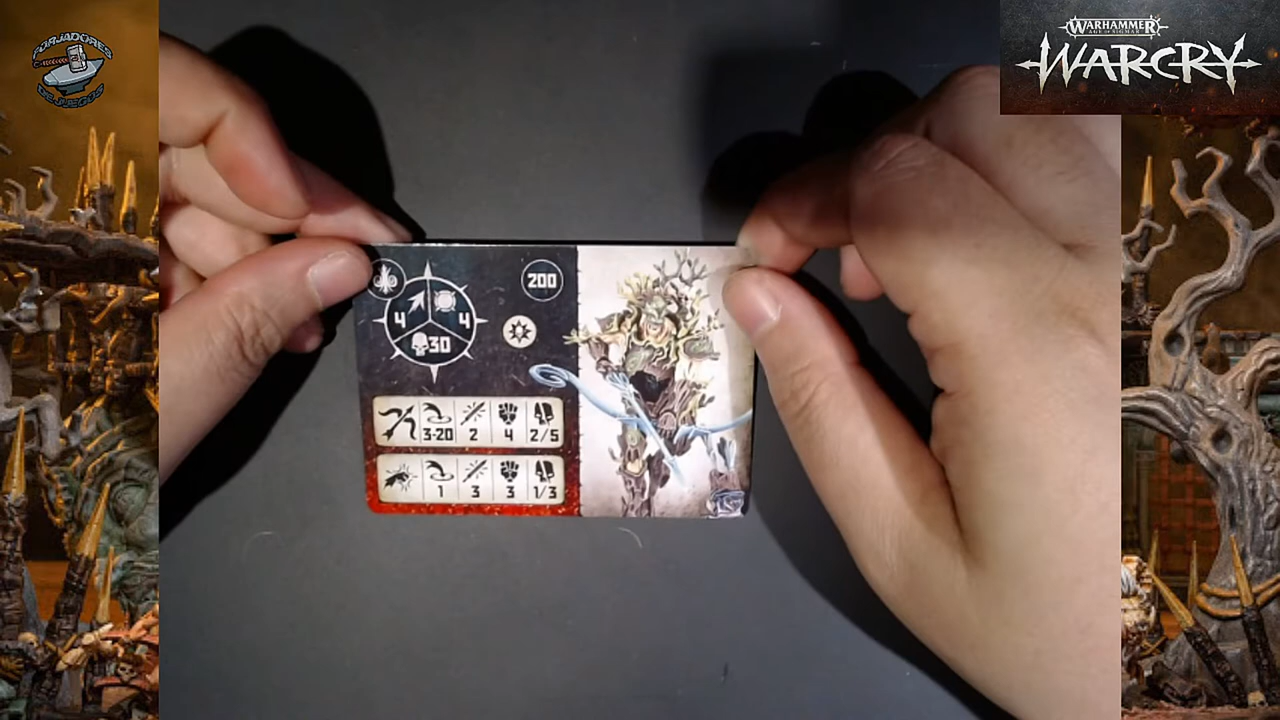 FORJADORES
DE JUEGOS
WARHAMMER
AGE OF SIGMAR
WARCRY
200
4 4
30
3-20 2 4 2/5
1 3 3 1/3